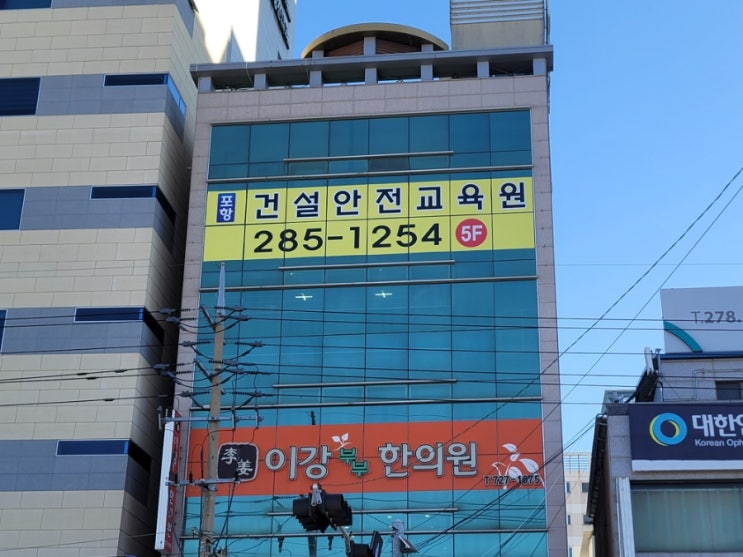 포항 건설안전교육원
285-1254 5F
T.278.
대한안
Korean Oph
李姜 이강부부 한의원
T.727-1875